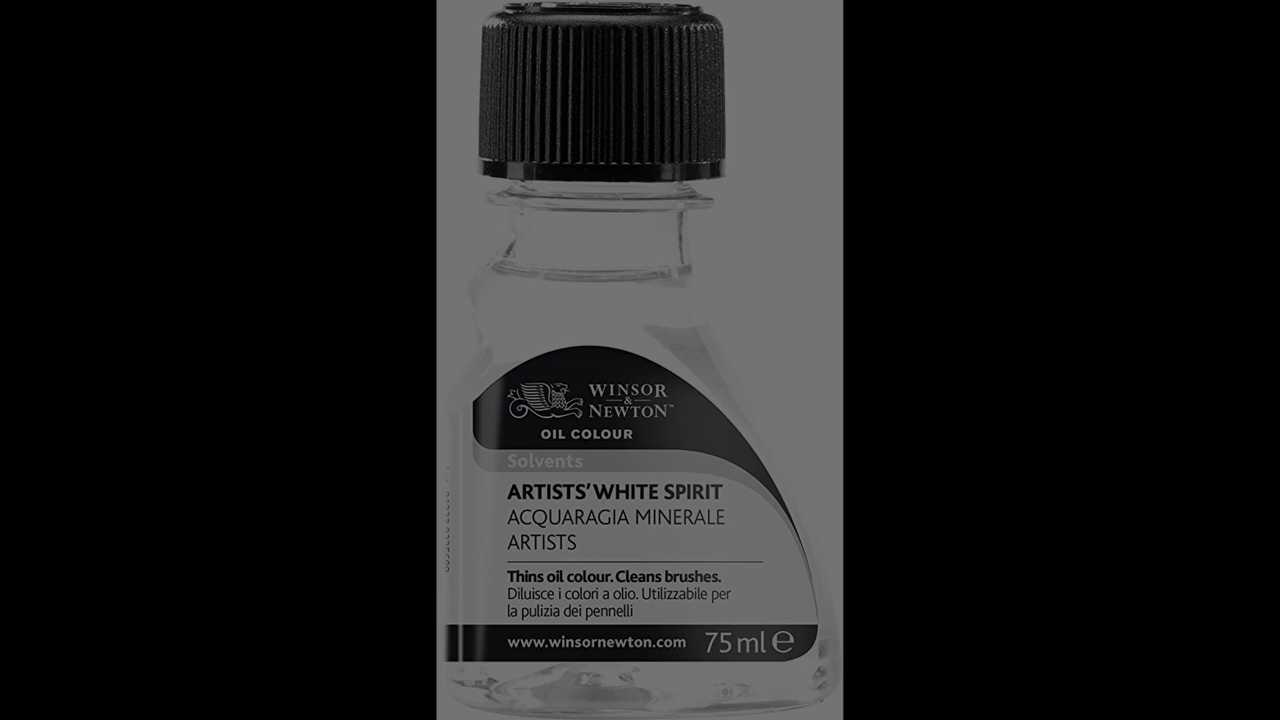 WINSOR
&
NEWTON™
OIL COLOUR
Solvents
ARTISTS' WHITE SPIRIT
ACQUARAGIA MINERALE
ARTISTS
Thins oil colour. Cleans brushes.
Diluisce i colori a olio. Utilizzabile per
la pulizia dei pennelli
www.winsornewton.com 75 ml ℮